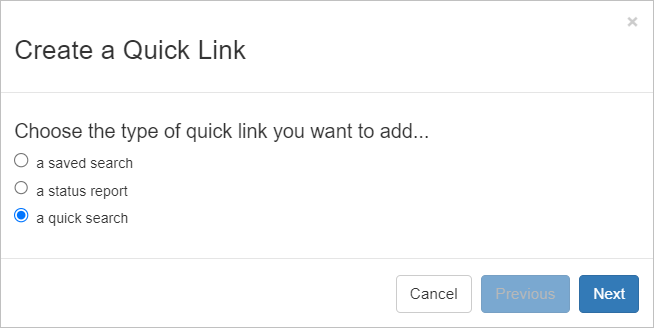 ×
Create a Quick Link
Choose the type of quick link you want to add...
a saved search
a status report
a quick search
Cancel Previous Next